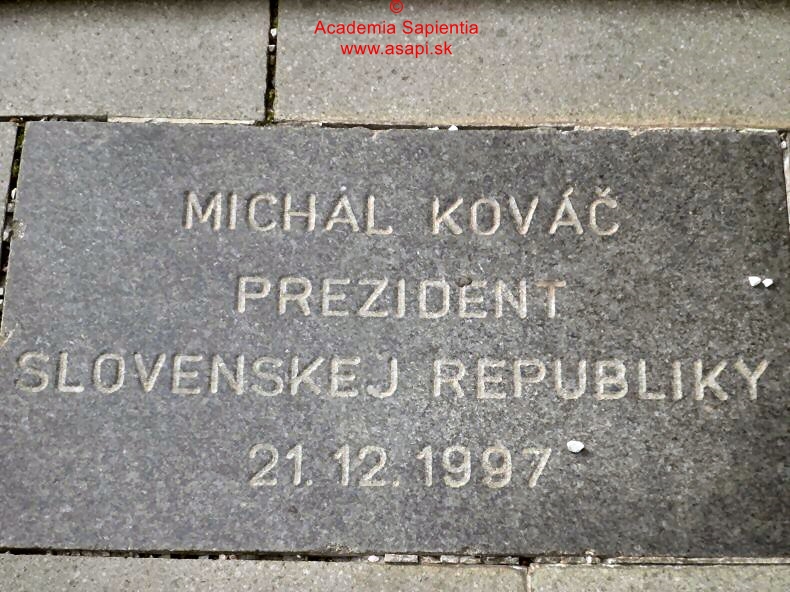 ©
Academia Sapientia
www.asapi.sk
MICHAL KOVÁČ
PREZIDENT
SLOVENSKEJ REPUBLIKY
21. 12. 1997